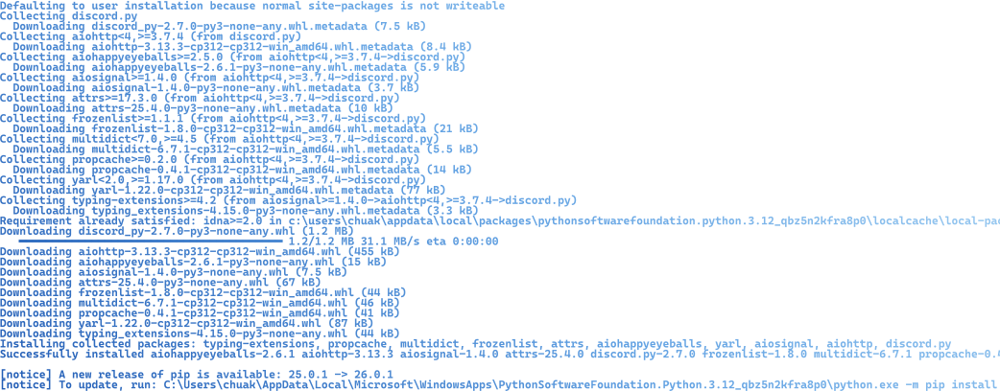 Defaulting to user installation because normal site-packages is not writeable
Collecting discord.py
  Downloading discord_py-2.7.0-py3-none-any.whl.metadata (7.5 kB)
Collecting aiohttp<4,>=3.7.4 (from discord.py)
  Downloading aiohttp-3.13.3-cp312-cp312-win_amd64.whl.metadata (8.4 kB)
Collecting aiohappyeyeballs>=2.5.0 (from aiohttp<4,>=3.7.4->discord.py)
  Downloading aiohappyeyeballs-2.6.1-py3-none-any.whl.metadata (5.9 kB)
Collecting aiosignal>=1.4.0 (from aiohttp<4,>=3.7.4->discord.py)
  Downloading aiosignal-1.4.0-py3-none-any.whl.metadata (3.7 kB)
Collecting attrs>=17.3.0 (from aiohttp<4,>=3.7.4->discord.py)
  Downloading attrs-25.4.0-py3-none-any.whl.metadata (10 kB)
Collecting frozenlist>=1.1.1 (from aiohttp<4,>=3.7.4->discord.py)
  Downloading frozenlist-1.8.0-cp312-cp312-win_amd64.whl.metadata (21 kB)
Collecting multidict<7.0,>=4.5 (from aiohttp<4,>=3.7.4->discord.py)
  Downloading multidict-6.7.1-cp312-cp312-win_amd64.whl.metadata (5.5 kB)
Collecting propcache>=0.2.0 (from aiohttp<4,>=3.7.4->discord.py)
  Downloading propcache-0.4.1-cp312-cp312-win_amd64.whl.metadata (14 kB)
Collecting yarl<2.0,>=1.17.0 (from aiohttp<4,>=3.7.4->discord.py)
  Downloading yarl-1.22.0-cp312-cp312-win_amd64.whl.metadata (77 kB)
Collecting typing-extensions>=4.2 (from aiosignal>=1.4.0->aiohttp<4,>=3.7.4->discord.py)
  Downloading typing_extensions-4.15.0-py3-none-any.whl.metadata (3.3 kB)
Requirement already satisfied: idna>=2.0 in c:\users\chuak\appdata\local\packages\pythonsoftwarefoundation.python.3.12_qbz5n2kfra8p0\localcache\local-pac
Downloading discord_py-2.7.0-py3-none-any.whl (1.2 MB)
1.2/1.2 MB 31.1 MB/s eta 0:00:00
Downloading aiohttp-3.13.3-cp312-cp312-win_amd64.whl (455 kB)
Downloading aiohappyeyeballs-2.6.1-py3-none-any.whl (15 kB)
Downloading aiosignal-1.4.0-py3-none-any.whl (7.5 kB)
Downloading attrs-25.4.0-py3-none-any.whl (67 kB)
Downloading frozenlist-1.8.0-cp312-cp312-win_amd64.whl (44 kB)
Downloading multidict-6.7.1-cp312-cp312-win_amd64.whl (46 kB)
Downloading propcache-0.4.1-cp312-cp312-win_amd64.whl (41 kB)
Downloading yarl-1.22.0-cp312-cp312-win_amd64.whl (87 kB)
Downloading typing_extensions-4.15.0-py3-none-any.whl (44 kB)
Installing collected packages: typing-extensions, propcache, multidict, frozenlist, attrs, aiohappyeyeballs, yarl, aiosignal, aiohttp, discord.py
Successfully installed aiohappyeyeballs-2.6.1 aiohttp-3.13.3 aiosignal-1.4.0 attrs-25.4.0 discord.py-2.7.0 frozenlist-1.8.0 multidict-6.7.1 propcache-0.4

[notice] A new release of pip is available: 25.0.1 -> 26.0.1
[notice] To update, run: C:\Users\chuak\AppData\Local\Microsoft\WindowsApps\PythonSoftwareFoundation.Python.3.12_qbz5n2kfra8p0\python.exe -m pip install